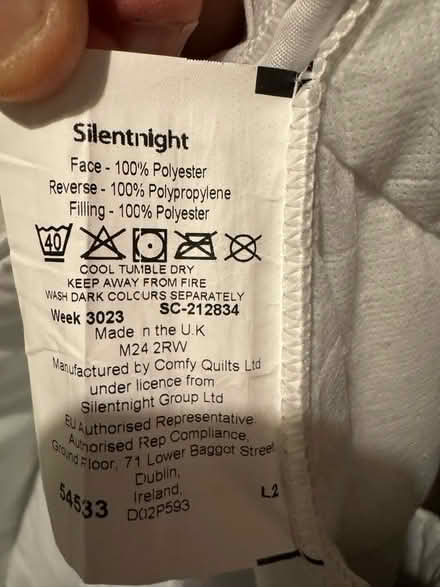 Silentnight
Face - 100% Polyester
Reverse - 100% Polypropylene
Filling - 100% Polyester
40
COOL TUMBLE DRY
KEEP AWAY FROM FIRE
WASH DARK COLOURS SEPARATELY
Week 3023 SC-212834
Made in the U.K
M24 2RW
Manufactured by Comfy Quilts Ltd
under licence from
Silentnight Group Ltd
EU Authorised Representative.
Authorised Rep Compliance,
Ground Floor, 71 Lower Baggot Street,
Dublin,
Ireland,
D02P593
54533
L2